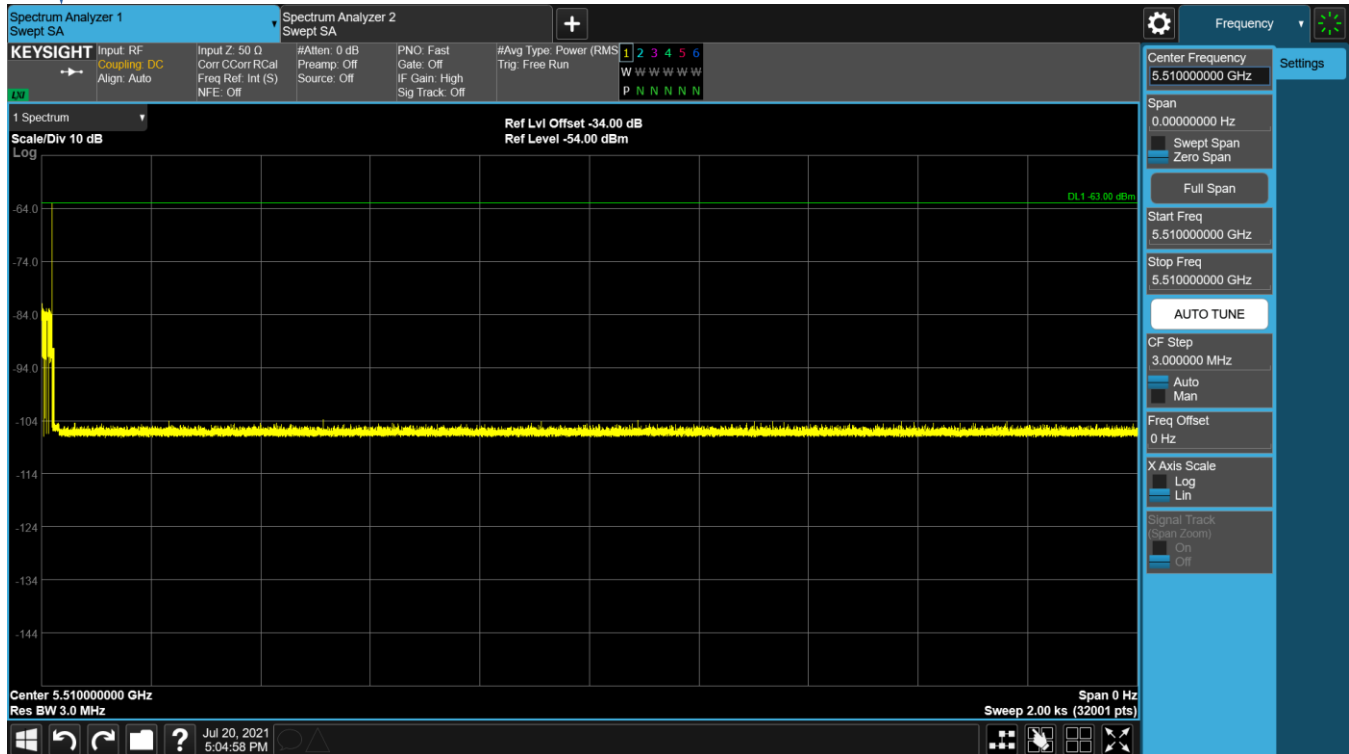 Spectrum Analyzer 1
Swept SA
Spectrum Analyzer 2
Swept SA
Frequency
KEYSIGHT
Input: RF
Coupling: DC
Align: Auto
Input Z: 50 Ω
Corr CCorr RCal
Freq Ref: Int (S)
NFE: Off
#Atten: 0 dB
Preamp: Off
Source: Off
PNO: Fast
Gate: Off
IF Gain: High
Sig Track: Off
#Avg Type: Power (RMS
Trig: Free Run
1 2 3 4 5 6
W W W W W W
P N N N N N
LXI
1 Spectrum
Scale/Div 10 dB
Log
Ref Lvl Offset -34.00 dB
Ref Level -54.00 dBm
DL1 -63.00 dBm
-64.0
-74.0
-84.0
-94.0
-104
-114
-124
-134
-144
Center 5.510000000 GHz
Res BW 3.0 MHz
Span 0 Hz
Sweep 2.00 ks (32001 pts)
Center Frequency
5.510000000 GHz
Settings
Span
0.00000000 Hz
Swept Span
Zero Span
Full Span
Start Freq
5.510000000 GHz
Stop Freq
5.510000000 GHz
AUTO TUNE
CF Step
3.000000 MHz
Auto
Man
Freq Offset
0 Hz
X Axis Scale
Log
Lin
Signal Track
(Span Zoom)
On
Off
?
Jul 20, 2021
5:04:58 PM